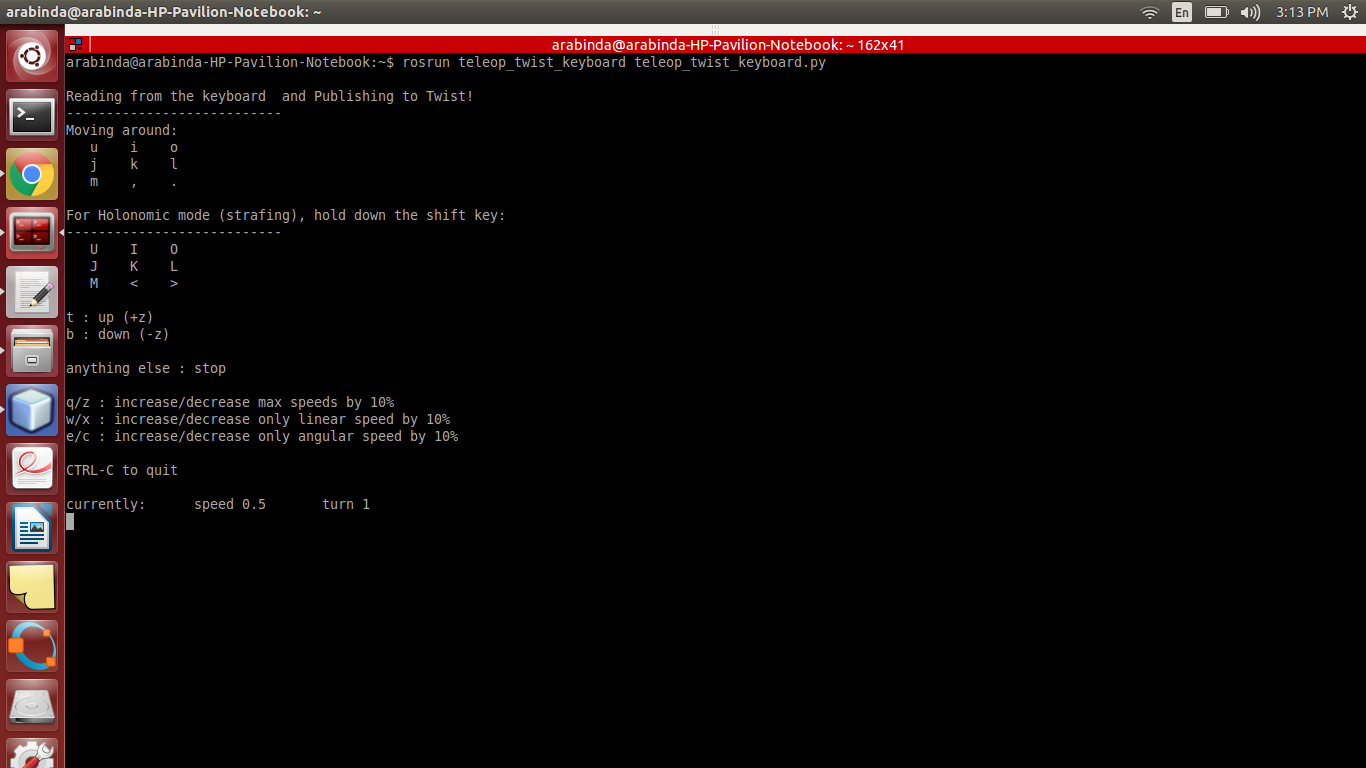 arabinda@arabinda-HP-Pavilion-Notebook: ~
En
3:13 PM
arabinda@arabinda-HP-Pavilion-Notebook: ~ 162x41
arabinda@arabinda-HP-Pavilion-Notebook:~$ rosrun teleop_twist_keyboard teleop_twist_keyboard.py
Reading from the keyboard  and Publishing to Twist!
---------------------------
Moving around:
   u    i    o
   j    k    l
   m    ,    .
For Holonomic mode (strafing), hold down the shift key:
---------------------------
   U    I    O
   J    K    L
   M    <    >
t : up (+z)
b : down (-z)
anything else : stop
q/z : increase/decrease max speeds by 10%
w/x : increase/decrease only linear speed by 10%
e/c : increase/decrease only angular speed by 10%
CTRL-C to quit
currently:      speed 0.5       turn 1